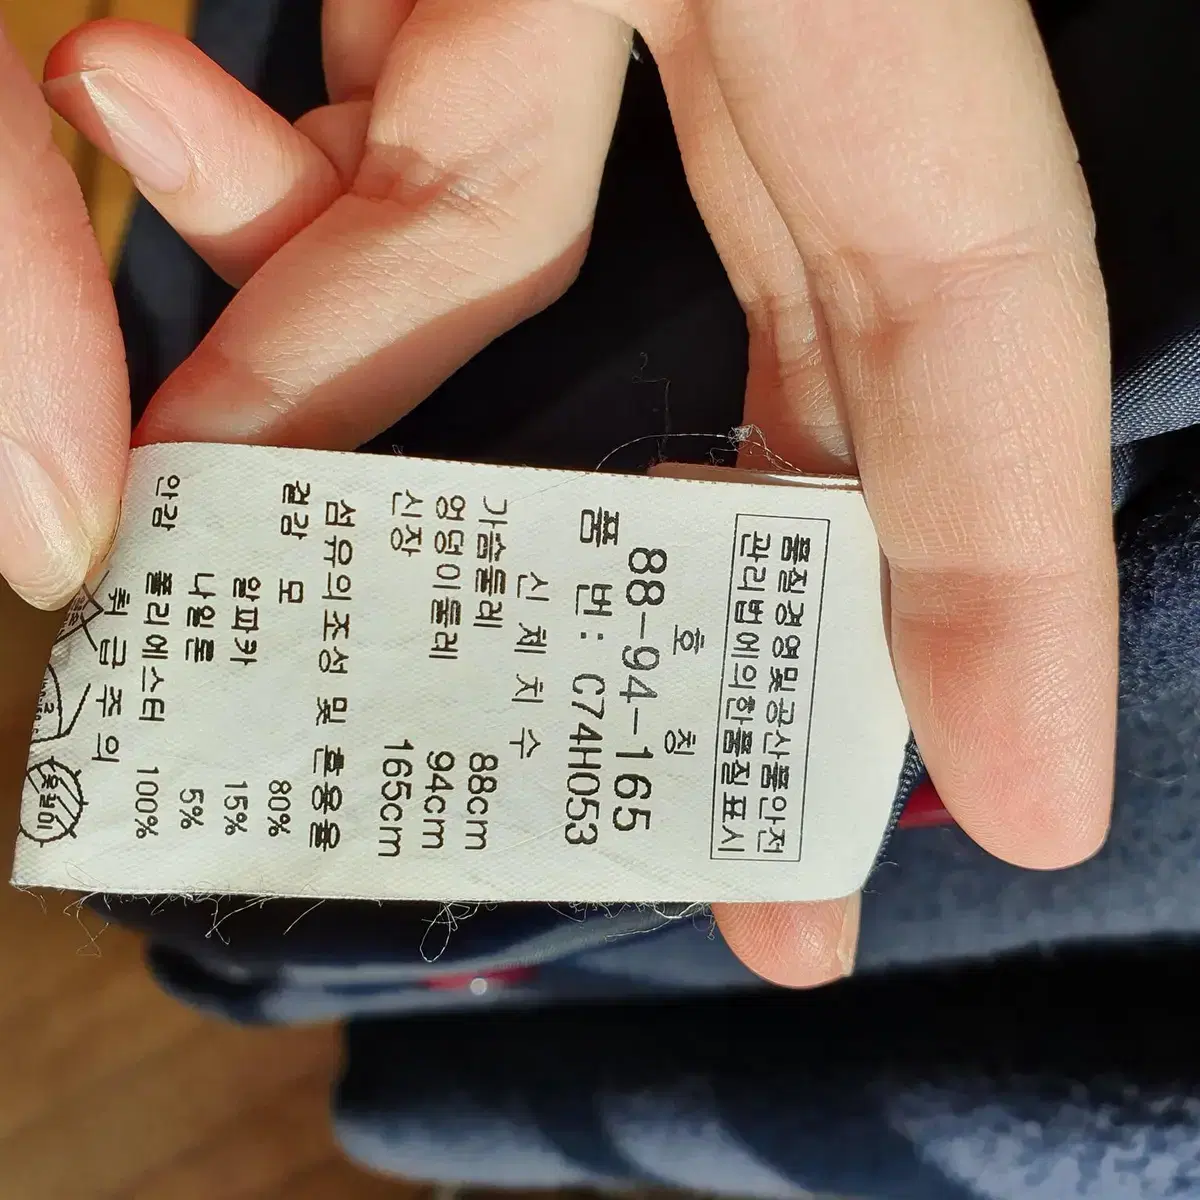 품질경영및공산품안전
관리법에의한품질표시
호 칭
88-94-165
품 번: C74H053
신 체 치 수
가슴둘레 88cm
엉덩이둘레 94cm
신장 165cm
섬유의조성 및 혼용율
겉감 모 80%
알파카 15%
나일론 5%
안감 폴리에스터 100%
취 급 주 의